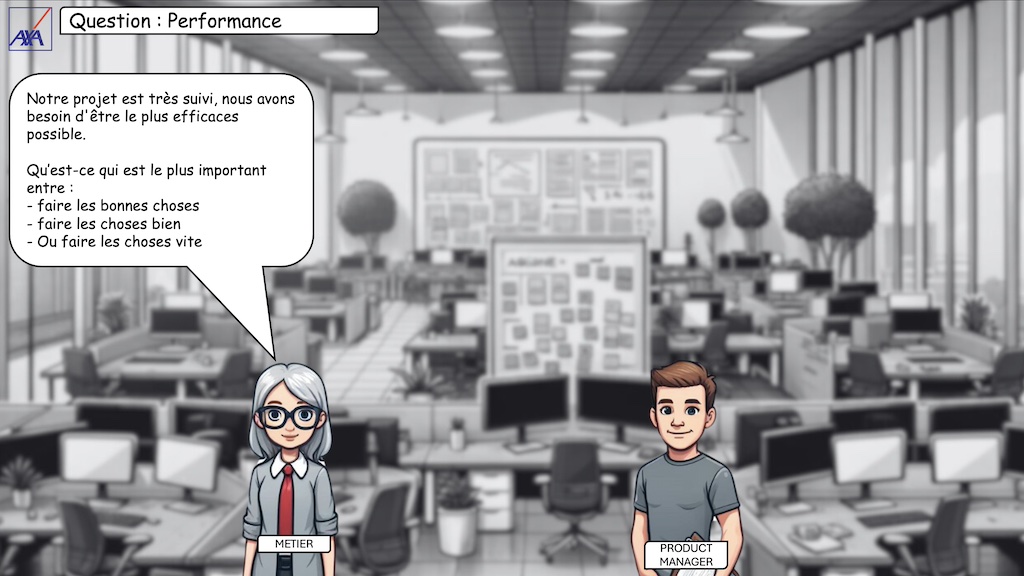 AXA
Question : Performance
Notre projet est très suivi, nous avons
besoin d'être le plus efficaces
possible.
Qu'est-ce qui est le plus important
entre :
- faire les bonnes choses
- faire les choses bien
- Ou faire les choses vite
METIER
PRODUCT
MANAGER